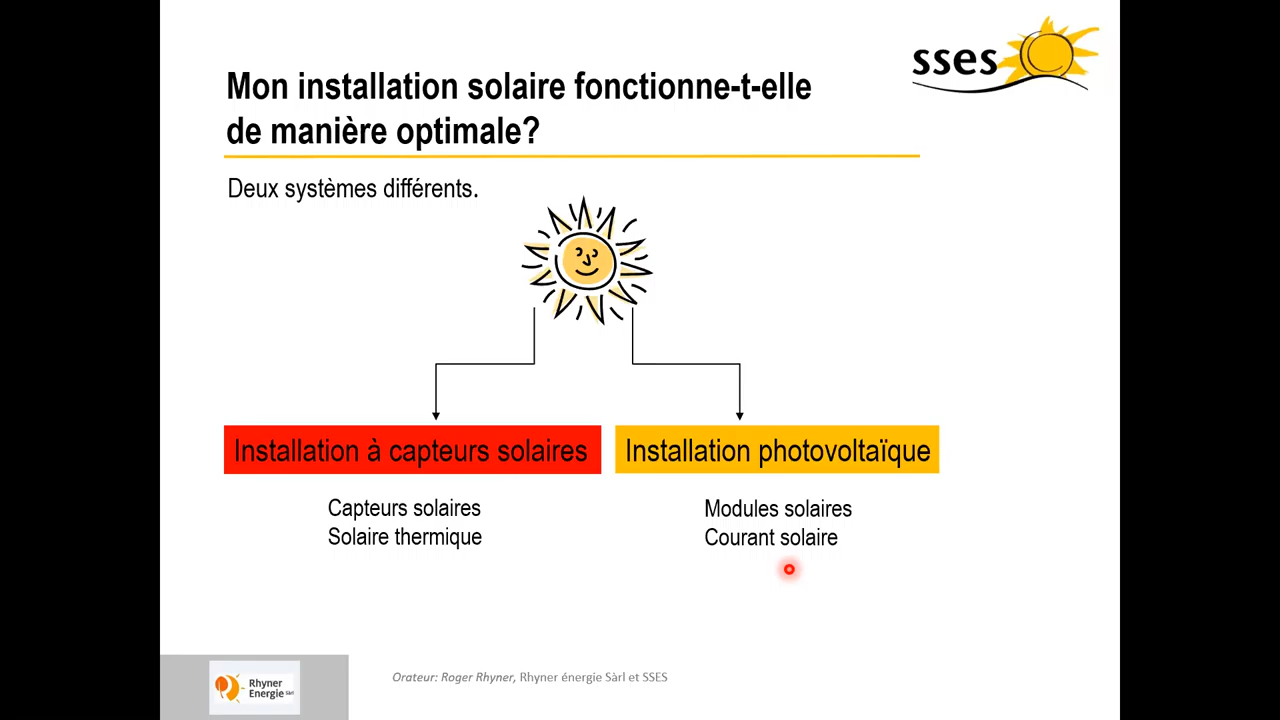 sses
Mon installation solaire fonctionne-t-elle
de manière optimale?
Deux systèmes différents.
Installation à capteurs solaires
Installation photovoltaïque
Capteurs solaires
Solaire thermique
Modules solaires
Courant solaire
Rhyner
Energie Sàrl
Orateur: Roger Rhyner, Rhyner énergie Sàrl et SSES